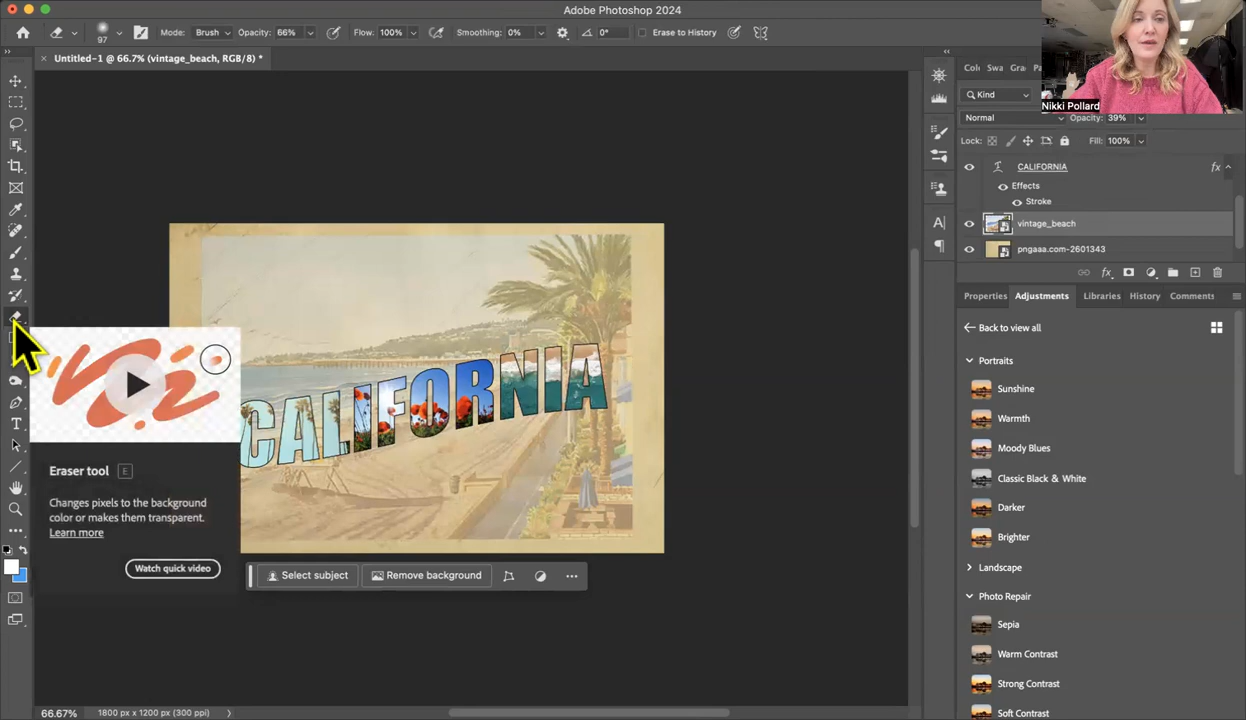 Adobe Photoshop 2024
97
Mode: Brush
Opacity: 66%
Flow: 100%
Smoothing: 0%
0°
Erase to History
Untitled-1 @ 66.7% (vintage_beach, RGB/8) *
Nikki Pollard
Swa
Kind
Normal
Opacity: 39%
Lock:
Fill: 100%
CALIFORNIA
fx
Effects
Stroke
vintage_beach
pngaaa.com-2601343
fx
Properties
Adjustments
Libraries
History
Comments
Back to view all
Portraits
Sunshine
Warmth
Moody Blues
Classic Black & White
Darker
Brighter
Landscape
Photo Repair
Sepia
Warm Contrast
Strong Contrast
Soft Contrast
CALIFORNIA
Eraser tool E
Changes pixels to the background
color or makes them transparent.
Learn more
Watch quick video
Select subject
Remove background
66.67%
1800 px x 1200 px (300 ppi)